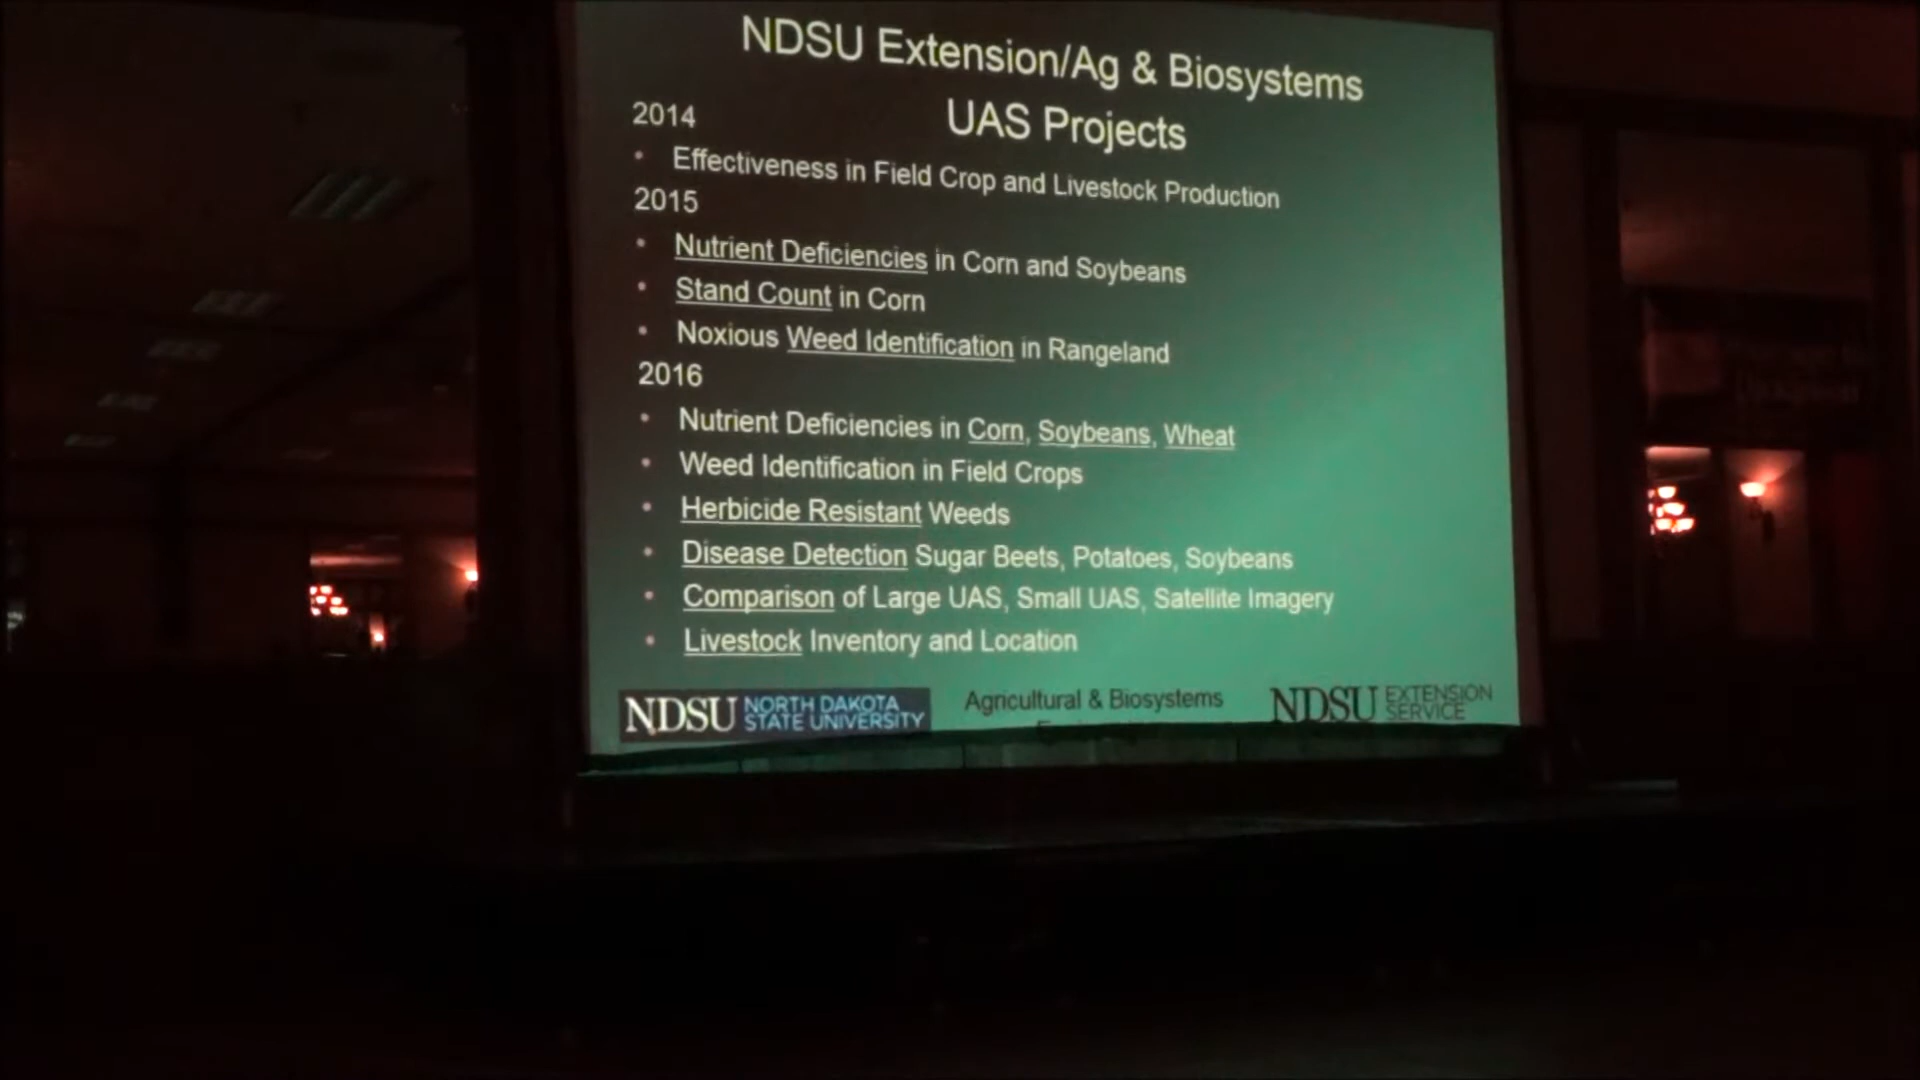 NDSU Extension/Ag & Biosystems
UAS Projects
2014
• Effectiveness in Field Crop and Livestock Production
2015
• Nutrient Deficiencies in Corn and Soybeans
• Stand Count in Corn
• Noxious Weed Identification in Rangeland
2016
• Nutrient Deficiencies in Corn, Soybeans, Wheat
• Weed Identification in Field Crops
• Herbicide Resistant Weeds
• Disease Detection Sugar Beets, Potatoes, Soybeans
• Comparison of Large UAS, Small UAS, Satellite Imagery
• Livestock Inventory and Location
NDSU NORTH DAKOTA
STATE UNIVERSITY
Agricultural & Biosystems
NDSU EXTENSION
SERVICE